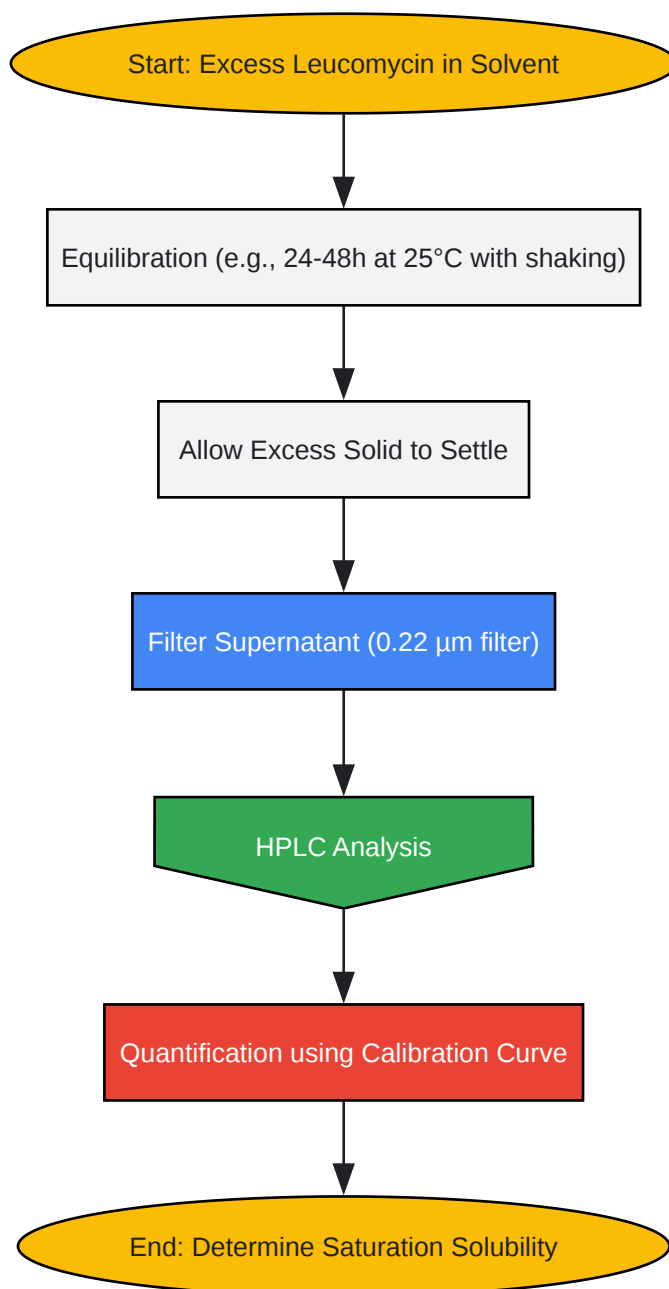 Start: Excess Leucomycin in Solvent
Equilibration (e.g., 24-48h at 25°C with shaking)
Allow Excess Solid to Settle
Filter Supernatant (0.22 µm filter)
HPLC Analysis
Quantification using Calibration Curve
End: Determine Saturation Solubility